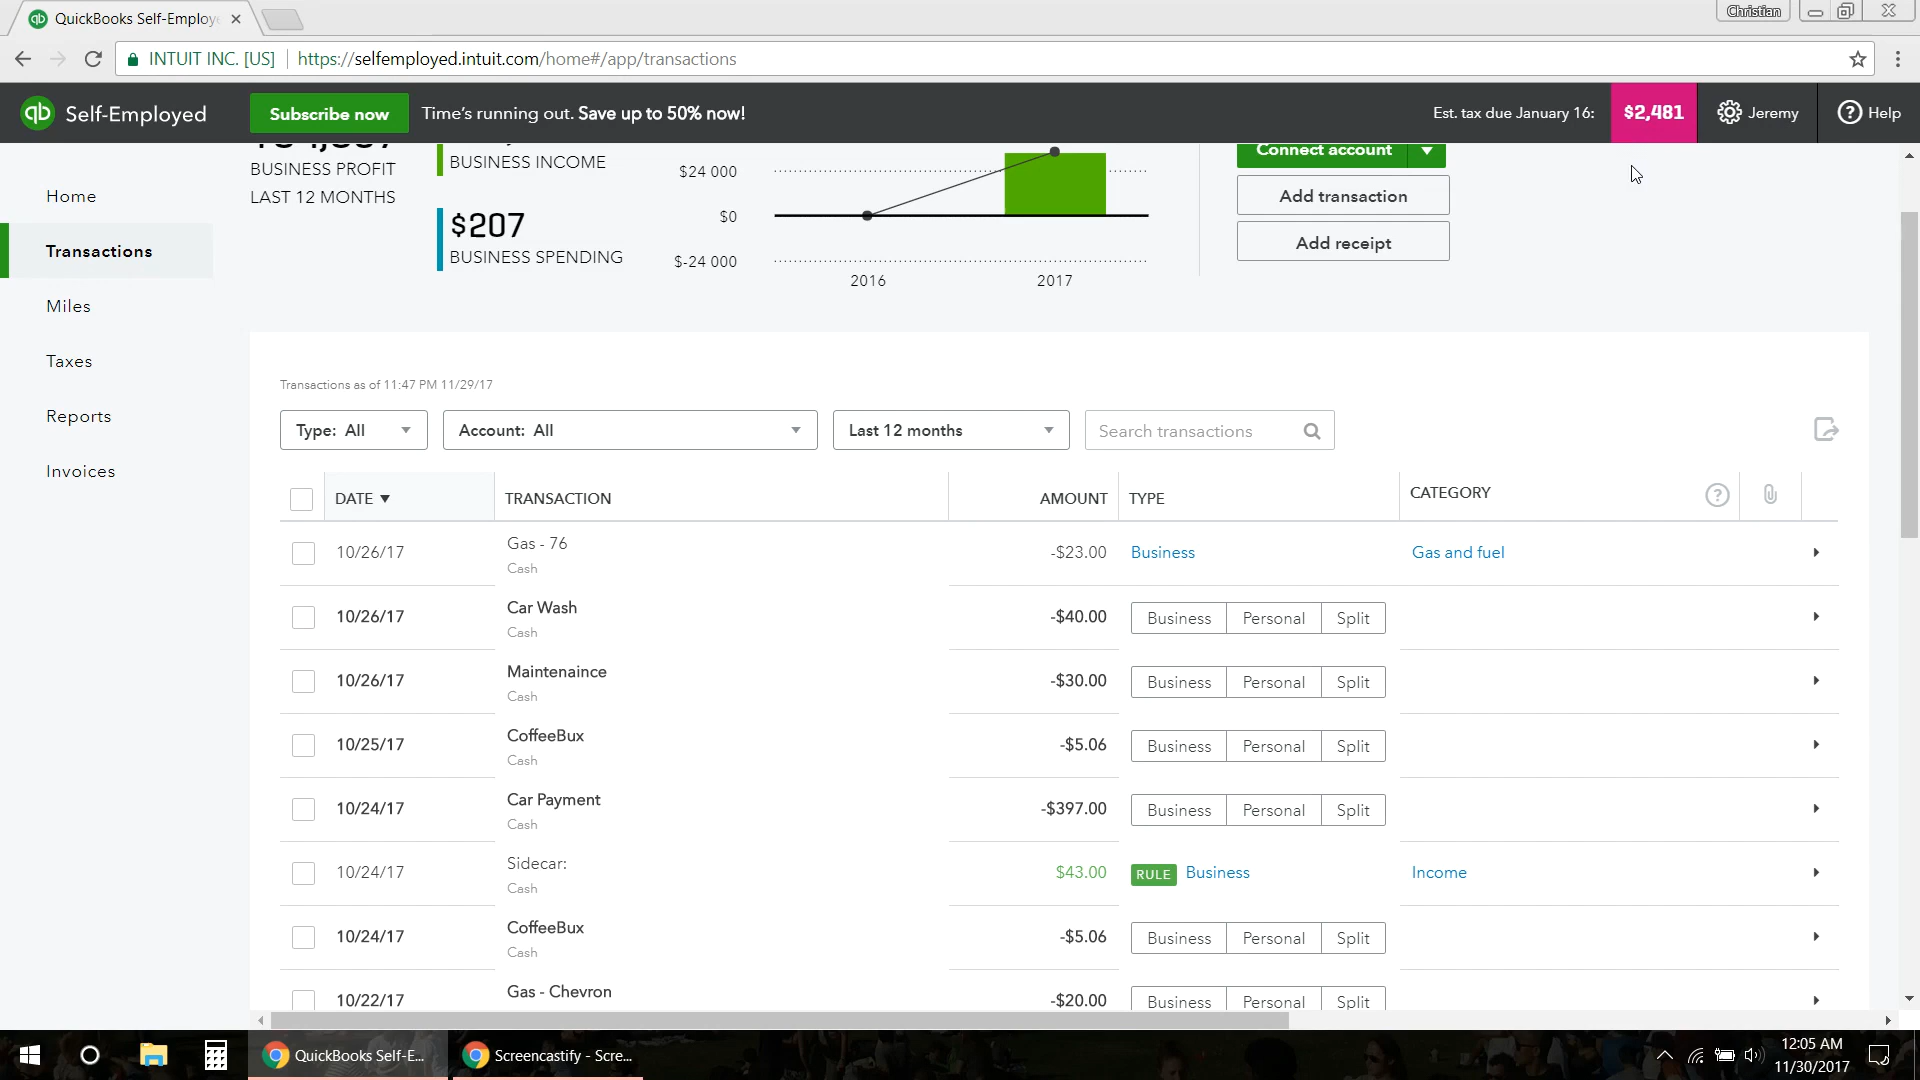 QuickBooks Self-Employ
Christian
INTUIT INC. [US]
https://selfemployed.intuit.com/home#/app/transactions
qb Self-Employed
Subscribe now
Time's running out. Save up to 50% now!
Est. tax due January 16:
$2,481
Jeremy
? Help
BUSINESS PROFIT
LAST 12 MONTHS
BUSINESS INCOME
$207
BUSINESS SPENDING
$24 000
$0
$-24 000
2016
2017
Connect account
Add transaction
Add receipt
Home
Transactions
Miles
Taxes
Reports
Invoices
Transactions as of 11:47 PM 11/29/17
Type: All
Account: All
Last 12 months
Search transactions
DATE TRANSACTION AMOUNT TYPE CATEGORY ?
10/26/17 Gas - 76 -$23.00 Business Gas and fuel
Cash
10/26/17 Car Wash -$40.00 Business Personal Split
Cash
10/26/17 Maintenaince -$30.00 Business Personal Split
Cash
10/25/17 CoffeeBux -$5.06 Business Personal Split
Cash
10/24/17 Car Payment -$397.00 Business Personal Split
Cash
10/24/17 Sidecar: $43.00 RULE Business Income
Cash
10/24/17 CoffeeBux -$5.06 Business Personal Split
Cash
10/22/17 Gas - Chevron -$20.00 Business Personal Split
QuickBooks Self-E...
Screencastify - Scre...
12:05 AM
11/30/2017